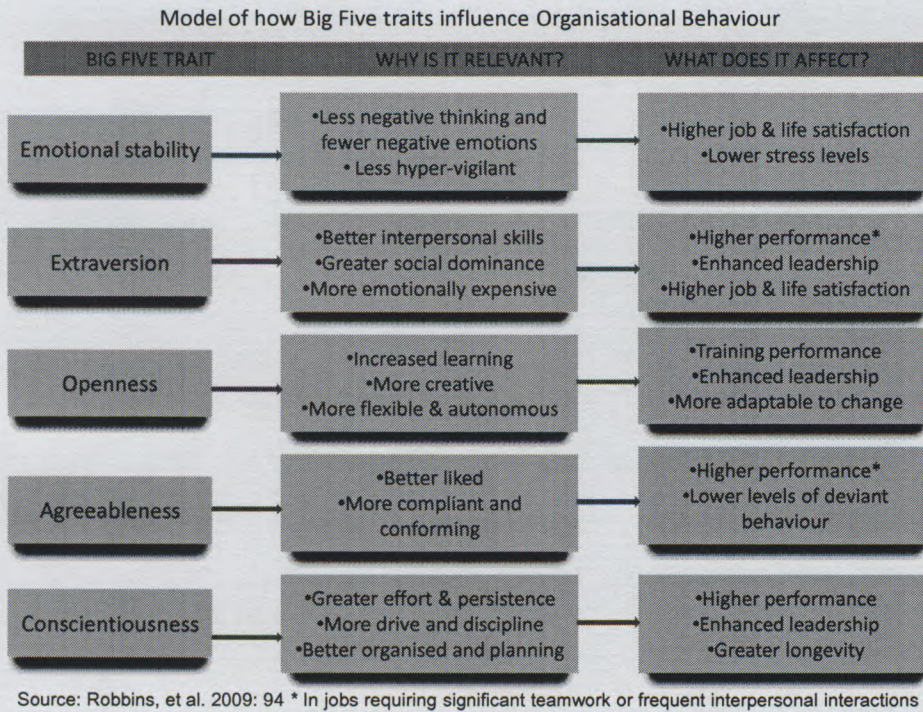 Model of how Big Five traits influence Organisational Behaviour
BIG FIVE TRAIT WHY IS IT RELEVANT? WHAT DOES IT AFFECT?
Emotional stability
•Less negative thinking and
fewer negative emotions
• Less hyper-vigilant
•Higher job & life satisfaction
•Lower stress levels
Extraversion
•Better interpersonal skills
•Greater social dominance
•More emotionally expensive
•Higher performance*
•Enhanced leadership
•Higher job & life satisfaction
Openness
•Increased learning
•More creative
•More flexible & autonomous
•Training performance
•Enhanced leadership
•More adaptable to change
Agreeableness
•Better liked
•More compliant and
conforming
•Higher performance*
•Lower levels of deviant
behaviour
Conscientiousness
•Greater effort & persistence
•More drive and discipline
•Better organised and planning
•Higher performance
•Enhanced leadership
•Greater longevity
Source: Robbins, et al. 2009: 94 * In jobs requiring significant teamwork or frequent interpersonal interactions